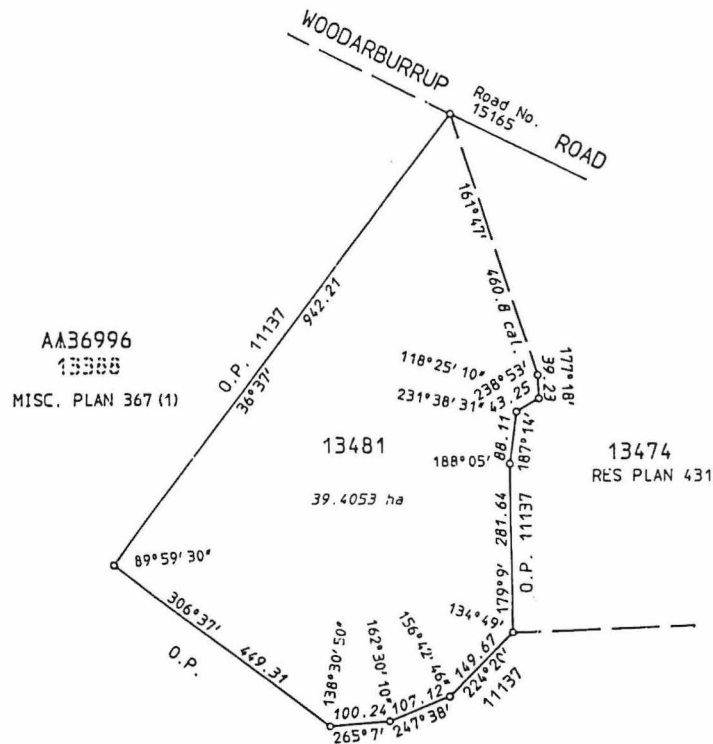 WOODARBURRUP
Road No.
15165
ROAD
161°47'
460.8 cal.
942.21
O.P. 11137
36°37'
AA36996
13388
MISC. PLAN 367 (1)
118°25'10"
238°53'
43.25
177°18'
39.23
231°38'31"
88.11
187°14'
188°05'
13481
39.4053 ha
13474
RES PLAN 431
281.64
179°9'
O.P. 11137
89°59'30"
306°37'
449.31
O.P.
134°49'
138°30'50"
162°30'10"
156°42'46"
149.67
224°20'
11137
100.24
107.12
265°7'
247°38'